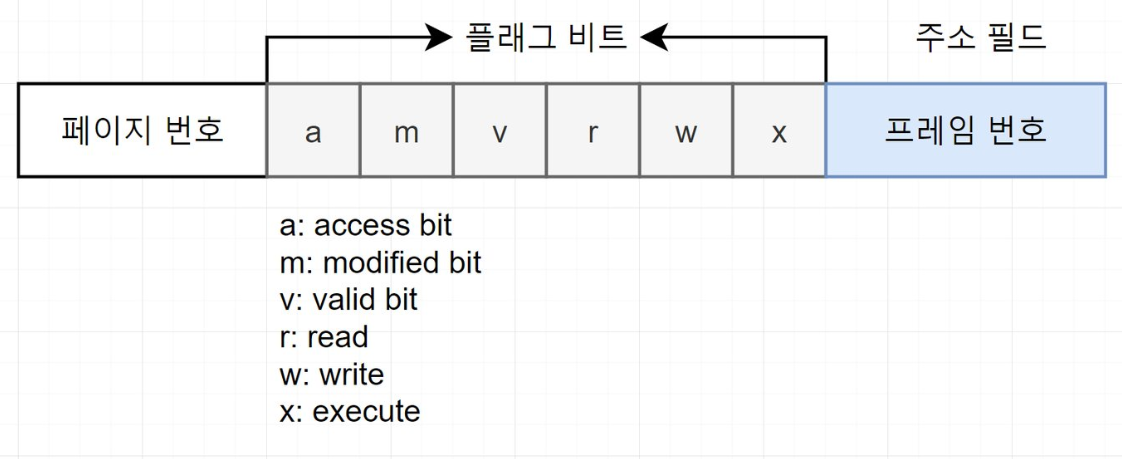 플래그 비트
주소 필드
페이지 번호 a m v r w x 프레임 번호
a: access bit
m: modified bit
v: valid bit
r: read
w: write
x: execute